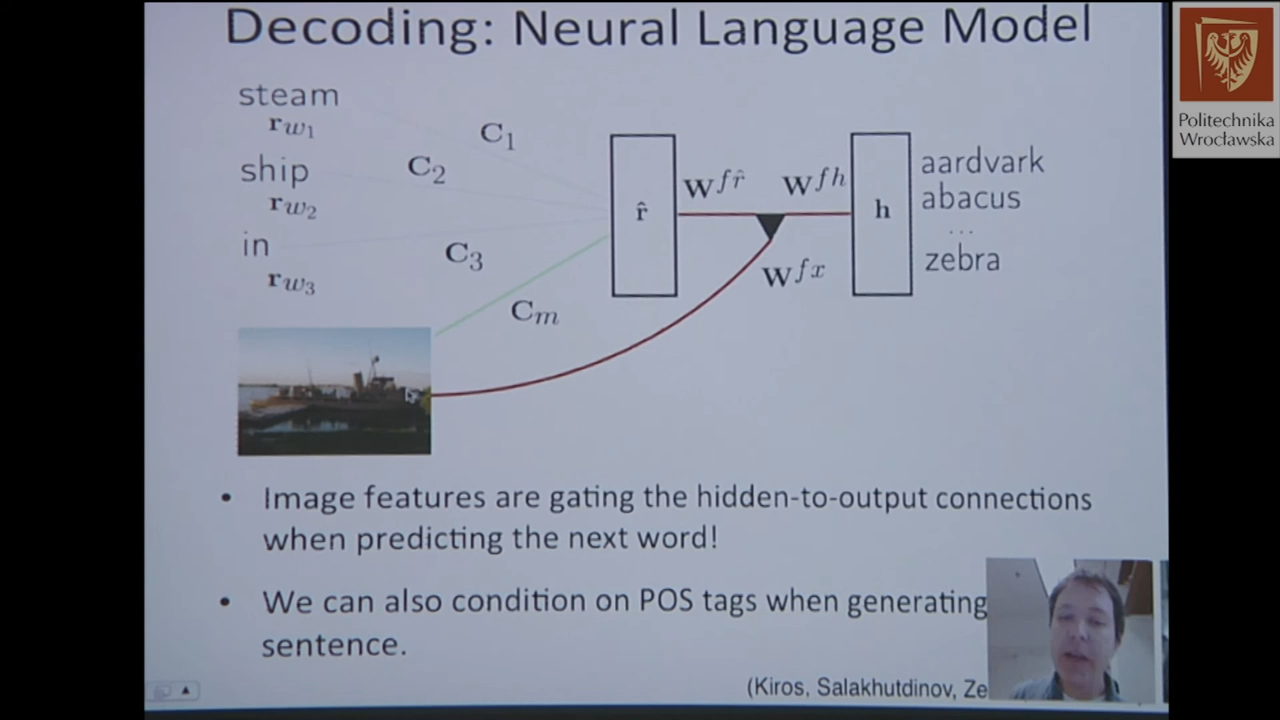 Decoding: Neural Language Model
steam
r w1
C1
ship
r w2
C2
in
r w3
C3
Cm
r̂
W fr̂
W fh
W fx
h
aardvark
abacus
...
zebra
• Image features are gating the hidden-to-output connections
when predicting the next word!
• We can also condition on POS tags when generating
sentence.
(Kiros, Salakhutdinov, Ze
Politechnika
Wrocławska